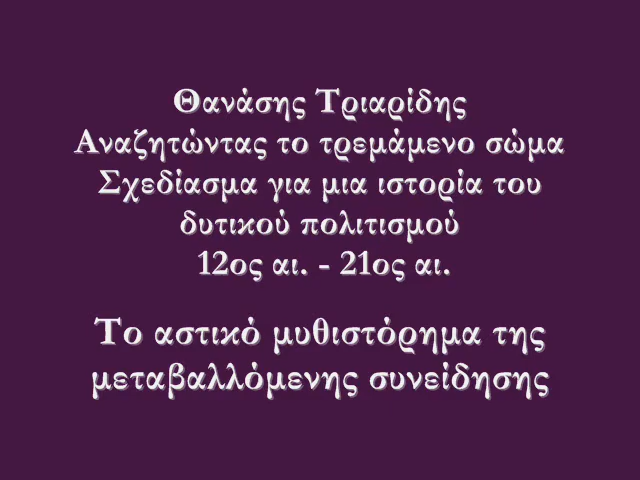 Θανάσης Τριαρίδης
Αναζητώντας το τρεμάμενο σώμα
Σχεδίασμα για μια ιστορία του
δυτικού πολιτισμού
12ος αι. - 21ος αι.
Το αστικό μυθιστόρημα της
μεταβαλλόμενης συνείδησης